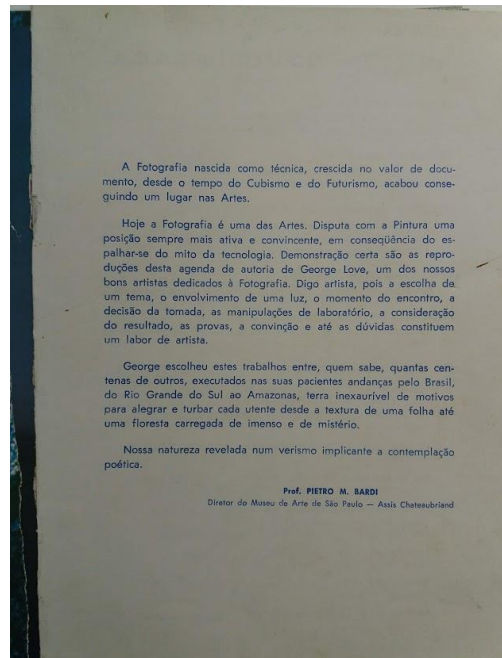 A Fotografia nascida como técnica, crescida no valor de docu-
mento, desde o tempo do Cubismo e do Futurismo, acabou conse-
guindo um lugar nas Artes.
Hoje a Fotografia é uma das Artes. Disputa com a Pintura uma
posição sempre mais ativa e convincente, em conseqüência do es-
palhar-se do mito da tecnologia. Demonstração certa são as repro-
duções desta agenda de autoria de George Love, um dos nossos
bons artistas dedicados à Fotografia. Digo artista, pois a escolha de
um tema, o envolvimento de uma luz, o momento do encontro, a
decisão da tomada, as manipulações de laboratório, a consideração
do resultado, as provas, a convinção e até as dúvidas constituem
um labor de artista.
George escolheu estes trabalhos entre, quem sabe, quantas cen-
tenas de outros, executados nas suas pacientes andanças pelo Brasil,
do Rio Grande do Sul ao Amazonas, terra inexaurível de motivos
para alegrar e turbar cada utente desde a textura de uma folha até
uma floresta carregada de imenso e de mistério.
Nossa natureza revelada num verismo implicante a contemplação
poética.
Prof. PIETRO M. BARDI
Diretor do Museu de Arte de São Paulo — Assis Chateaubriand